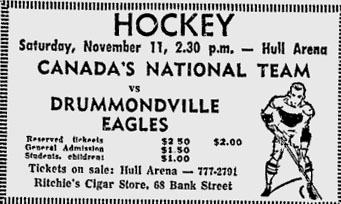 HOCKEY
Saturday, November 11, 2.30 p.m. — Hull Arena
CANADA'S NATIONAL TEAM
vs
DRUMMONDVILLE
EAGLES
Reserved tickeets $2 50 $2.00
General Admission $1.50
Students, children: $1.00
Tickets on sale: Hull Arena — 777-2791
Ritchie's Cigar Store, 68 Bank Street